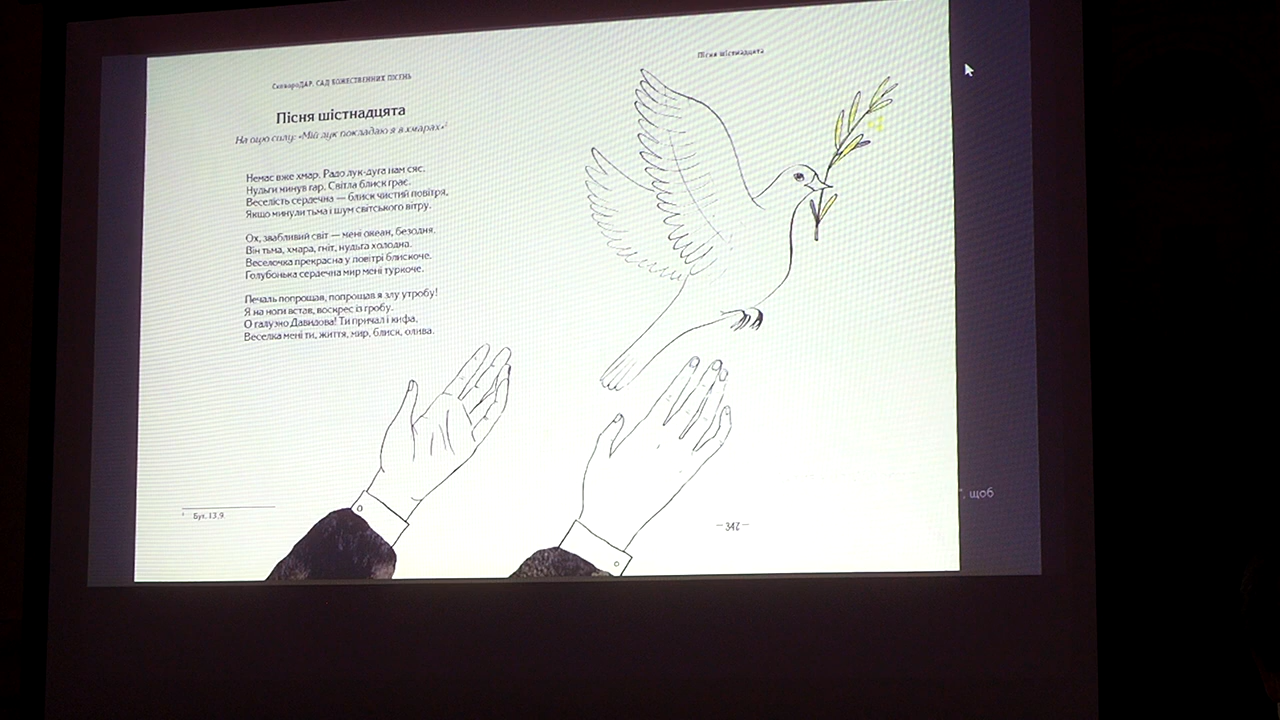 СковороДАР. САД БОЖЕСТВЕННИХ ПІСЕНЬ
Пісня шістнадцята
На оцю силу: «Мій лук покладаю я в хмарах»¹
Немає вже хмар. Радо лук-дуга нам сяє.
Нульги минув гар. Світла блиск грає.
Веселість сердечна — блиск чистий повітря,
Якщо минули тьма і шум світського вітру.
Ох, звабливий світ — мені океан, безодня.
Він тьма, хмара, гніт, нудьга холодна.
Веселочка прекрасна у повітрі блискоче.
Голубонька сердечна мир мені туркоче.
Печаль попрощав, попрощав я злу утробу!
Я на ноги встав, воскрес із гробу.
О галузко Давидова! Ти причал і кифа,
Веселка мені ти, життя, мир, блиск, олива.
¹ Бут. 13,9.
Пісня шістнадцята
–342–
", щоб